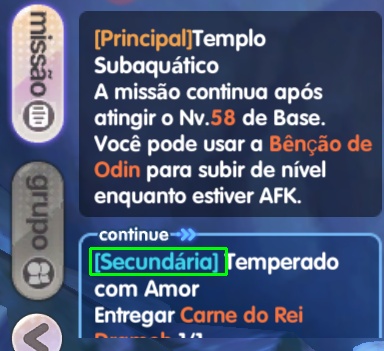 missão
grupo
[Principal]Templo
Subaquático
A missão continua após
atingir o Nv.58 de Base.
Você pode usar a Bênção de
Odin para subir de nível
enquanto estiver AFK.
continue
[Secundária] Temperado
com Amor
Entregar Carne do Rei